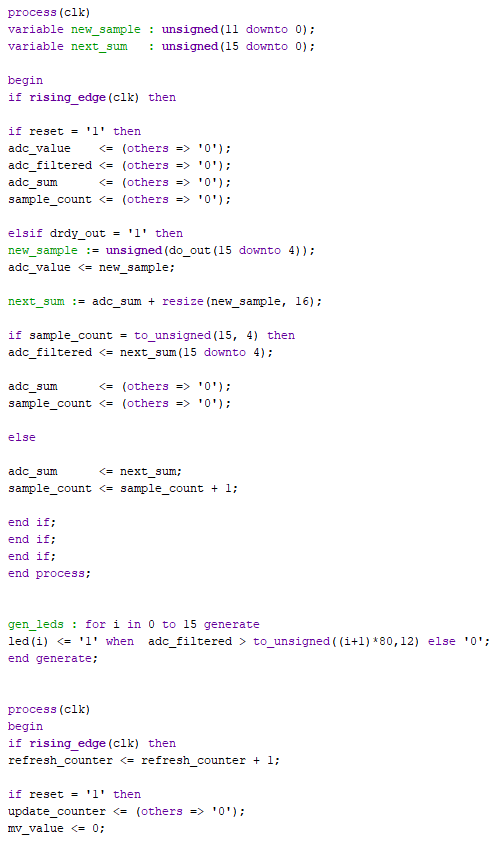 process(clk)
variable new_sample : unsigned(11 downto 0);
variable next_sum   : unsigned(15 downto 0);

begin
if rising_edge(clk) then

if reset = '1' then
adc_value    <= (others => '0');
adc_filtered <= (others => '0');
adc_sum      <= (others => '0');
sample_count <= (others => '0');

elsif drdy_out = '1' then
new_sample := unsigned(do_out(15 downto 4));
adc_value <= new_sample;

next_sum := adc_sum + resize(new_sample, 16);

if sample_count = to_unsigned(15, 4) then
adc_filtered <= next_sum(15 downto 4);

adc_sum      <= (others => '0');
sample_count <= (others => '0');

else

adc_sum      <= next_sum;
sample_count <= sample_count + 1;

end if;
end if;
end if;
end process;


gen_leds : for i in 0 to 15 generate
led(i) <= '1' when  adc_filtered > to_unsigned((i+1)*80,12) else '0';
end generate;


process(clk)
begin
if rising_edge(clk) then
refresh_counter <= refresh_counter + 1;

if reset = '1' then
update_counter <= (others => '0');
mv_value <= 0;